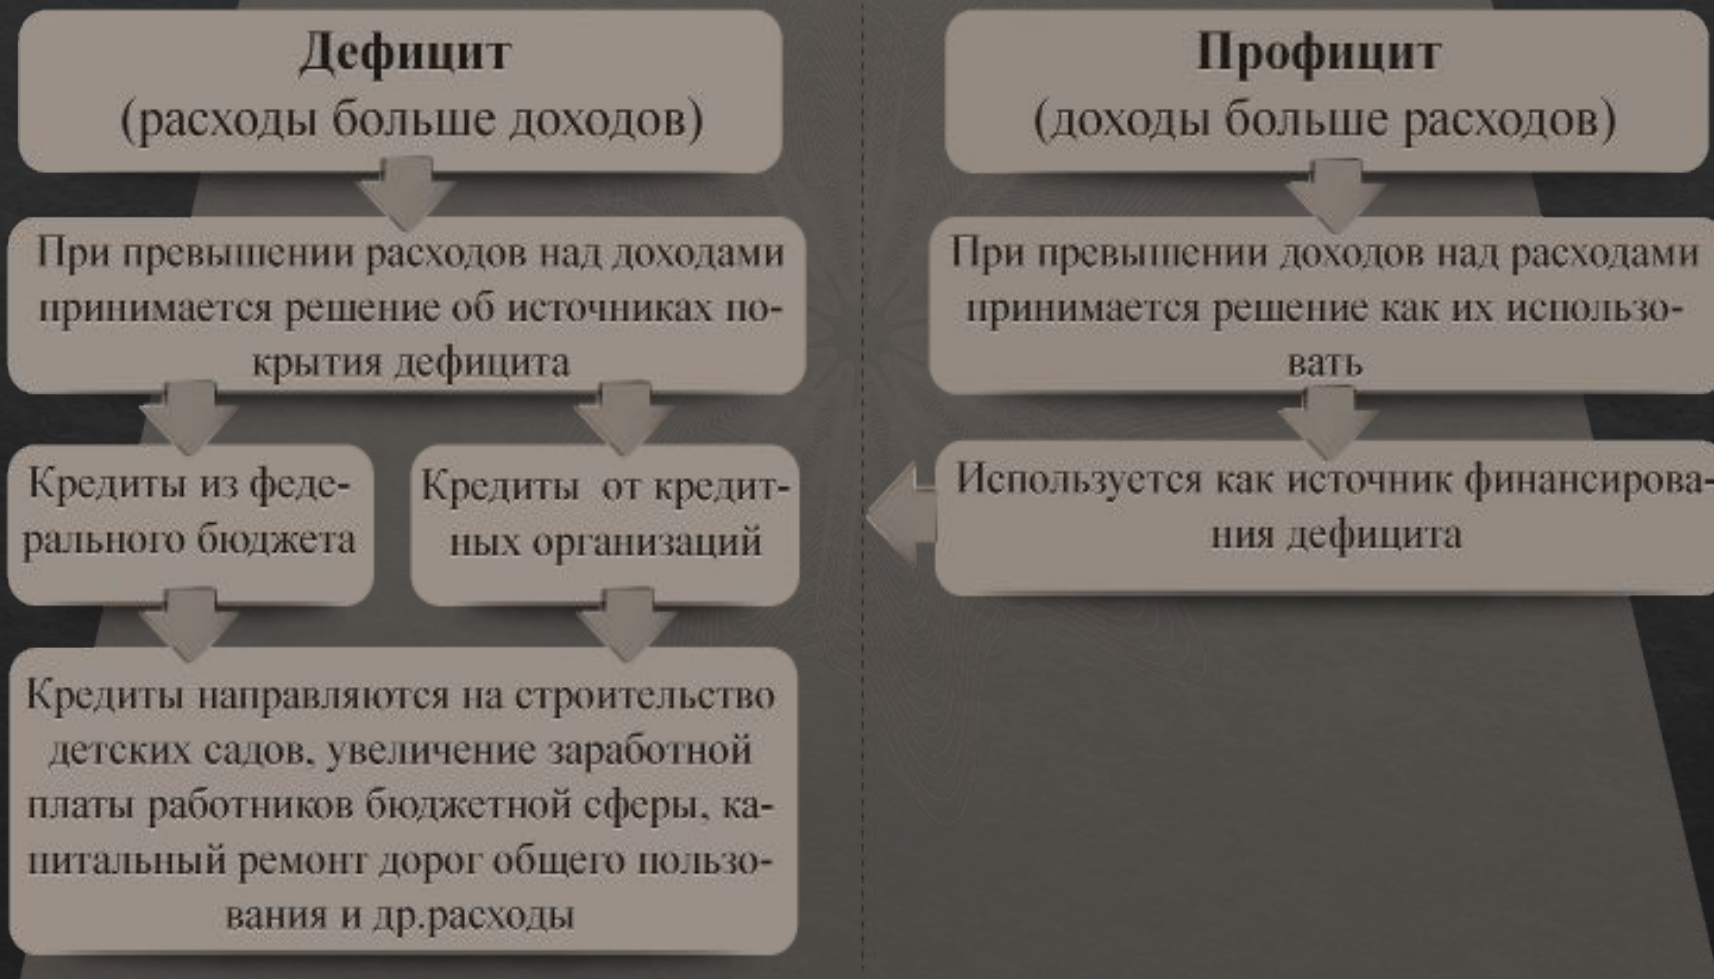 Дефицит
(расходы больше доходов)
При превышении расходов над доходами
принимается решение об источниках по-
крытия дефицита
Кредиты из феде-
рального бюджета
Кредиты от кредит-
ных организаций
Кредиты направляются на строительство
детских садов, увеличение заработной
платы работников бюджетной сферы, ка-
питальный ремонт дорог общего пользо-
вания и др.расходы
Профицит
(доходы больше расходов)
При превышении доходов над расходами
принимается решение как их использо-
вать
Используется как источник финансирова-
ния дефицита